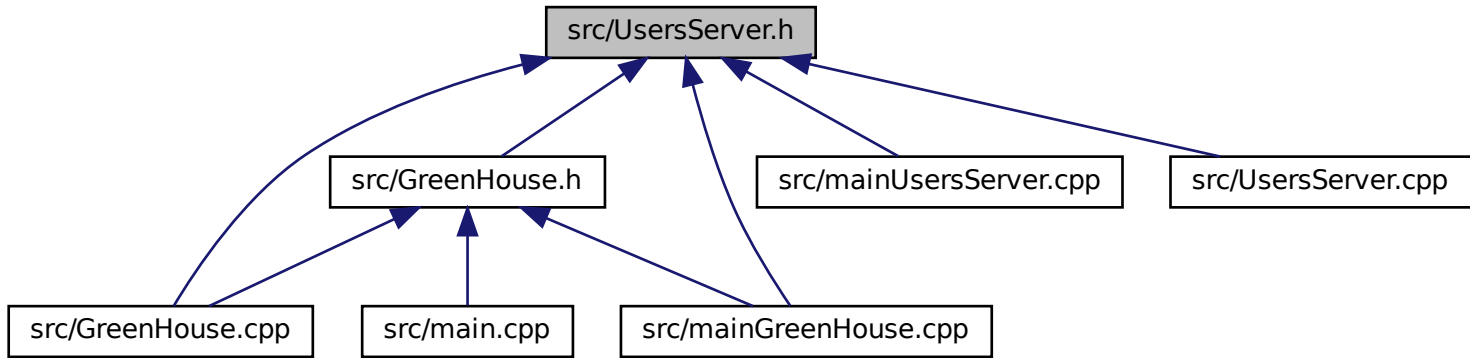 src/UsersServer.h
src/GreenHouse.h
src/mainUsersServer.cpp
src/UsersServer.cpp
src/GreenHouse.cpp
src/main.cpp
src/mainGreenHouse.cpp